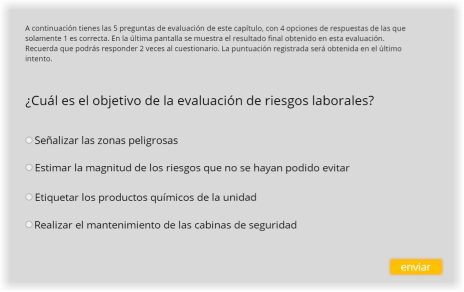 A continuación tienes las 5 preguntas de evaluación de este capítulo, con 4 opciones de respuestas de las que
solamente 1 es correcta. En la última pantalla se muestra el resultado final obtenido en esta evaluación.
Recuerda que podrás responder 2 veces al cuestionario. La puntuación registrada será obtenida en el último
intento.
¿Cuál es el objetivo de la evaluación de riesgos laborales?
Señalizar las zonas peligrosas
Estimar la magnitud de los riesgos que no se hayan podido evitar
Etiquetar los productos químicos de la unidad
Realizar el mantenimiento de las cabinas de seguridad
enviar